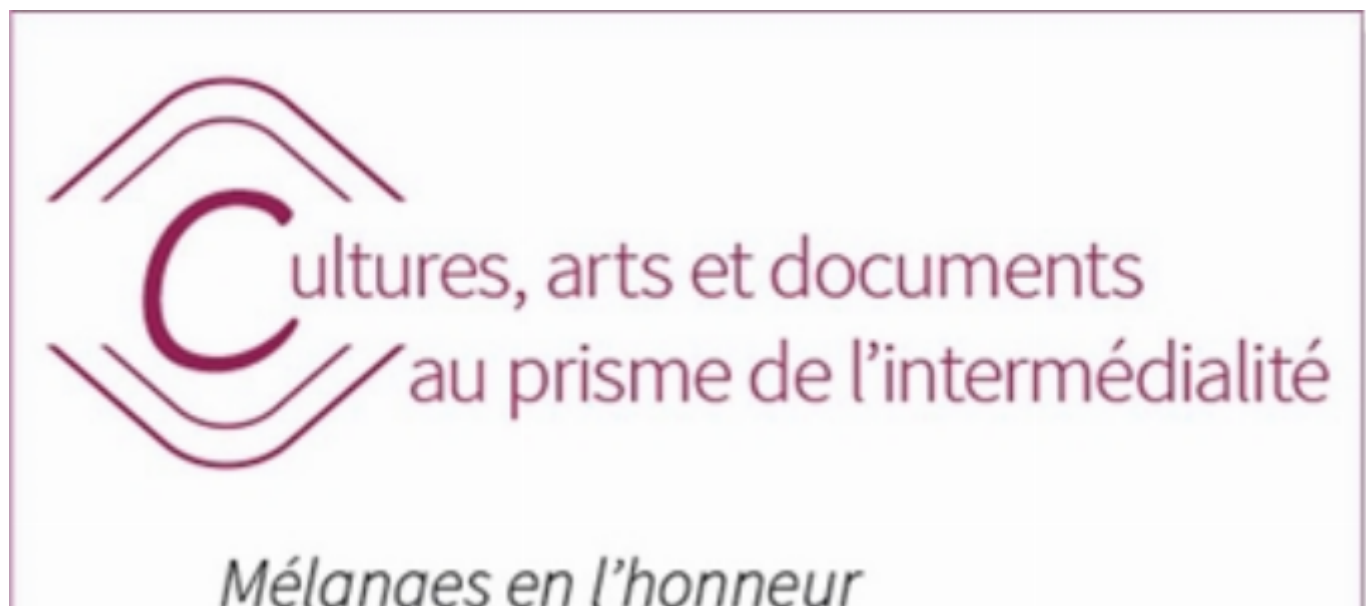 Cultures, arts et documents
au prisme de l’intermédialité
Mélanges en l’honneur